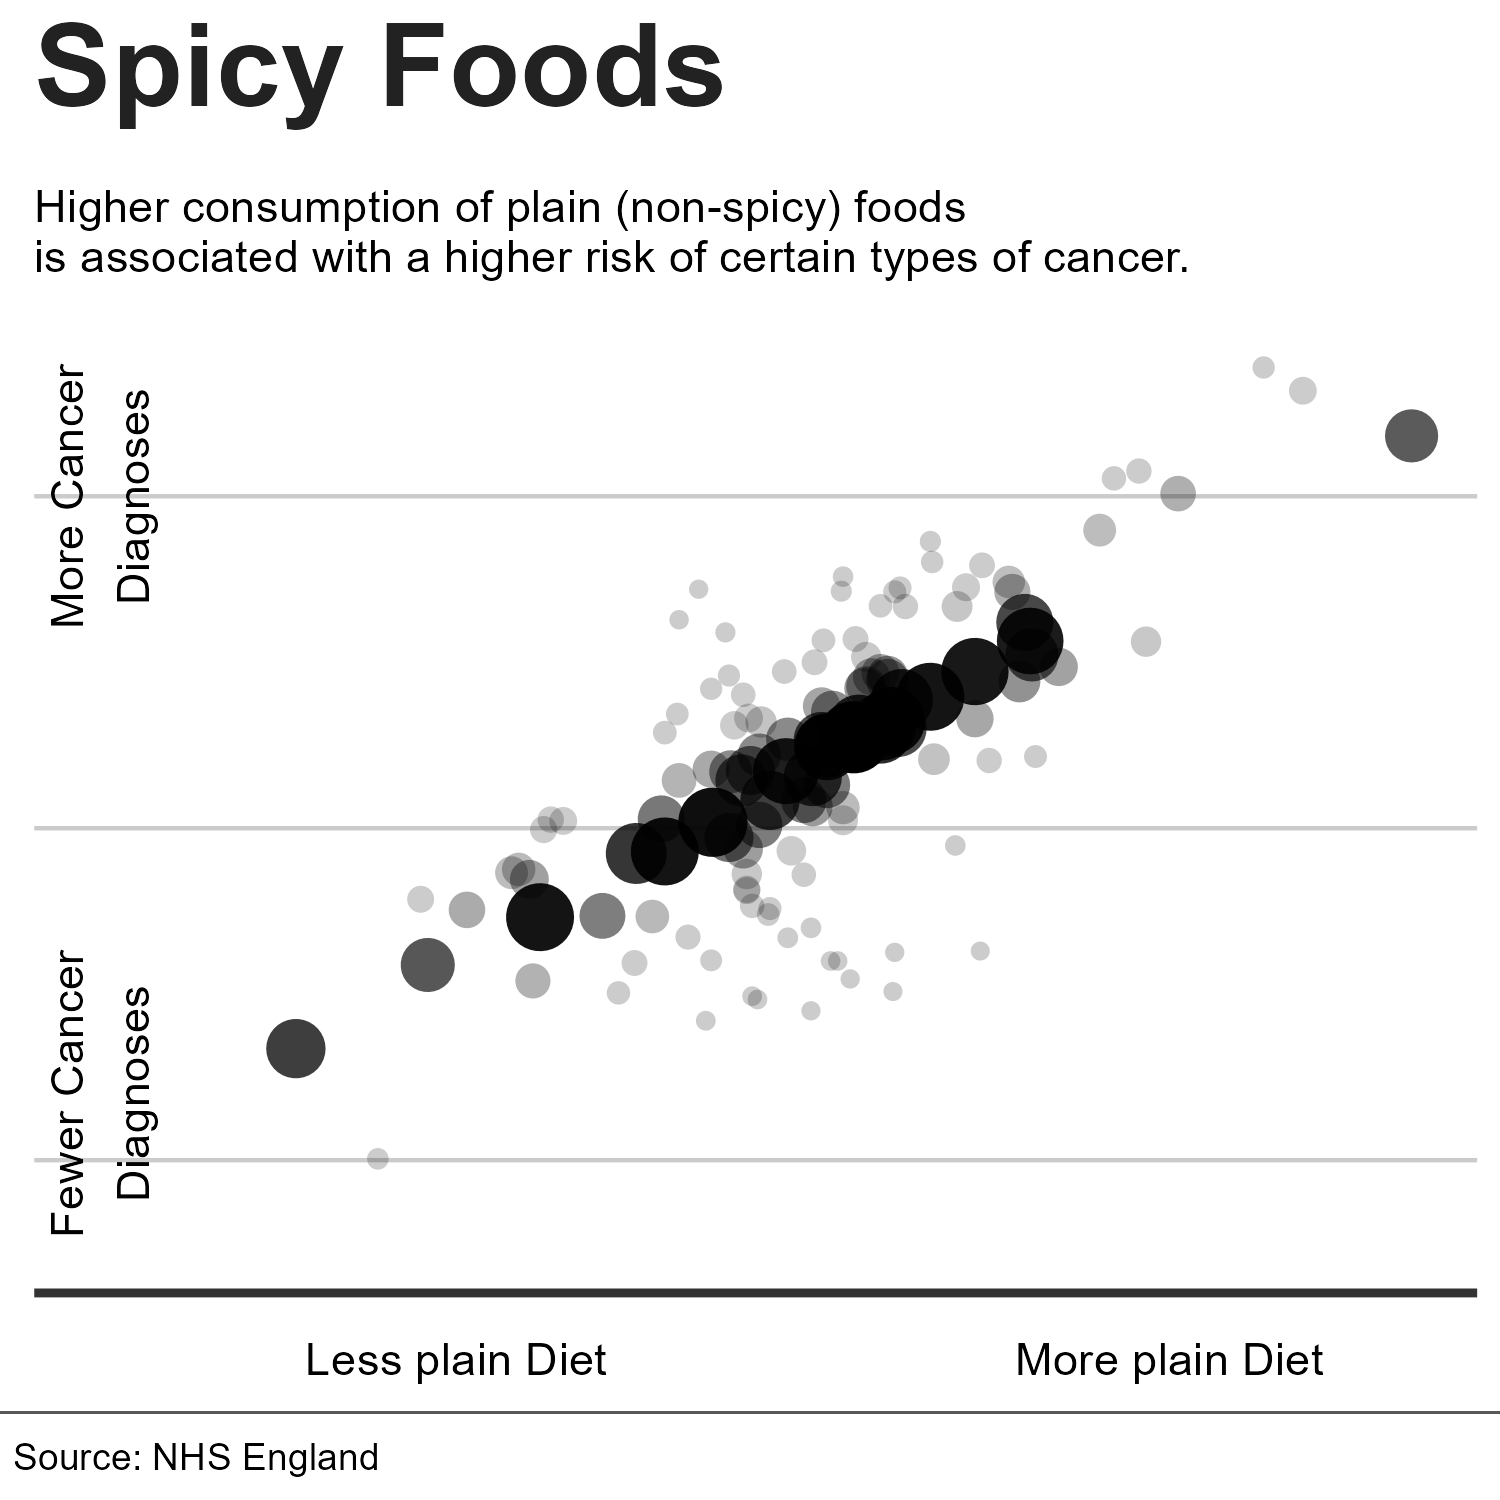 Spicy Foods
Higher consumption of plain (non-spicy) foods
is associated with a higher risk of certain types of cancer.
More Cancer
Diagnoses
Fewer Cancer
Diagnoses
Less plain Diet
More plain Diet
Source: NHS England